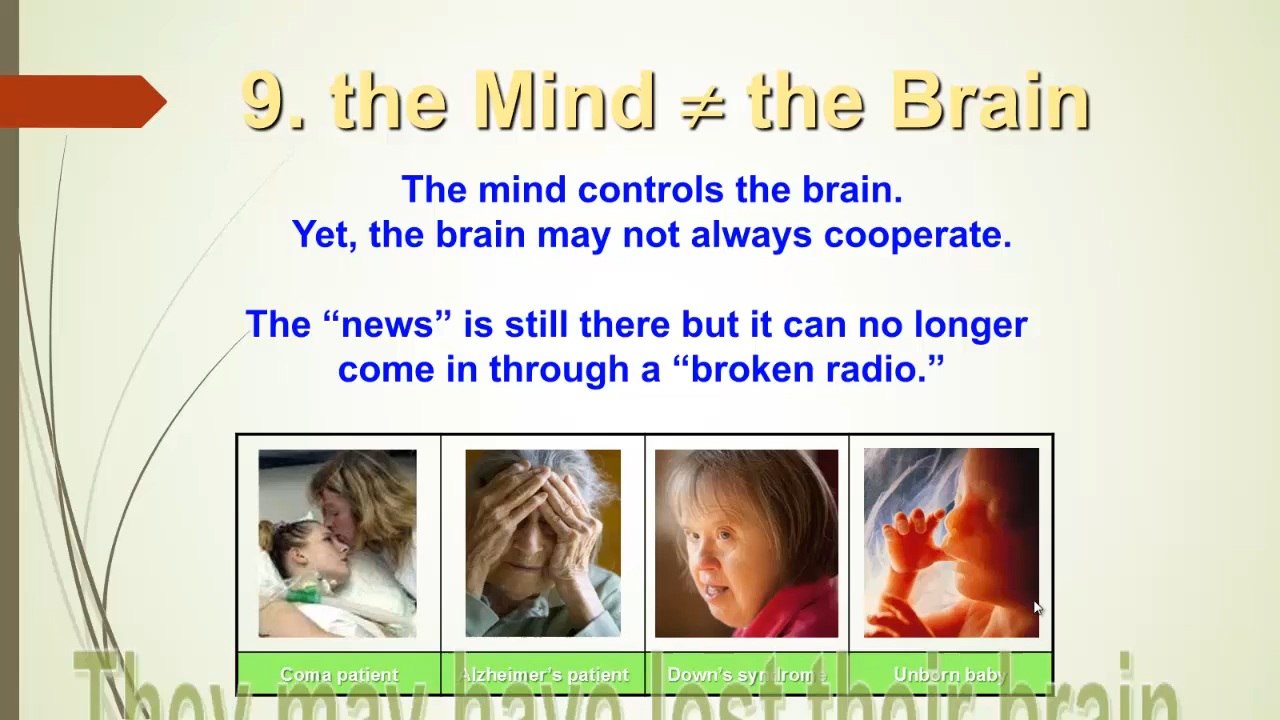 9. the Mind ≠ the Brain
The mind controls the brain.
Yet, the brain may not always cooperate.
The “news” is still there but it can no longer
come in through a “broken radio.”
Coma patient
Alzheimer’s patient
Down’s syndrome
Unborn baby
They may have lost their brain